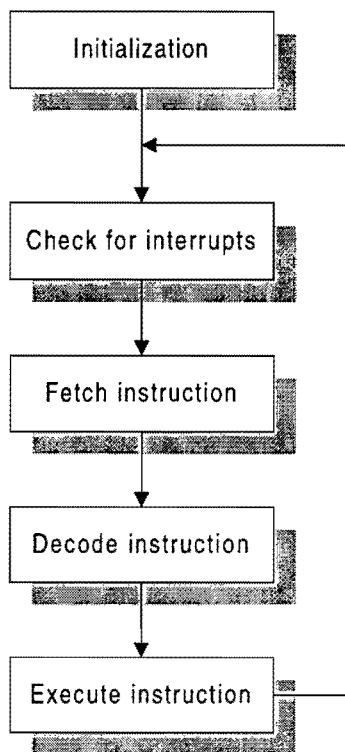 Initialization
Check for interrupts
Fetch instruction
Decode instruction
Execute instruction